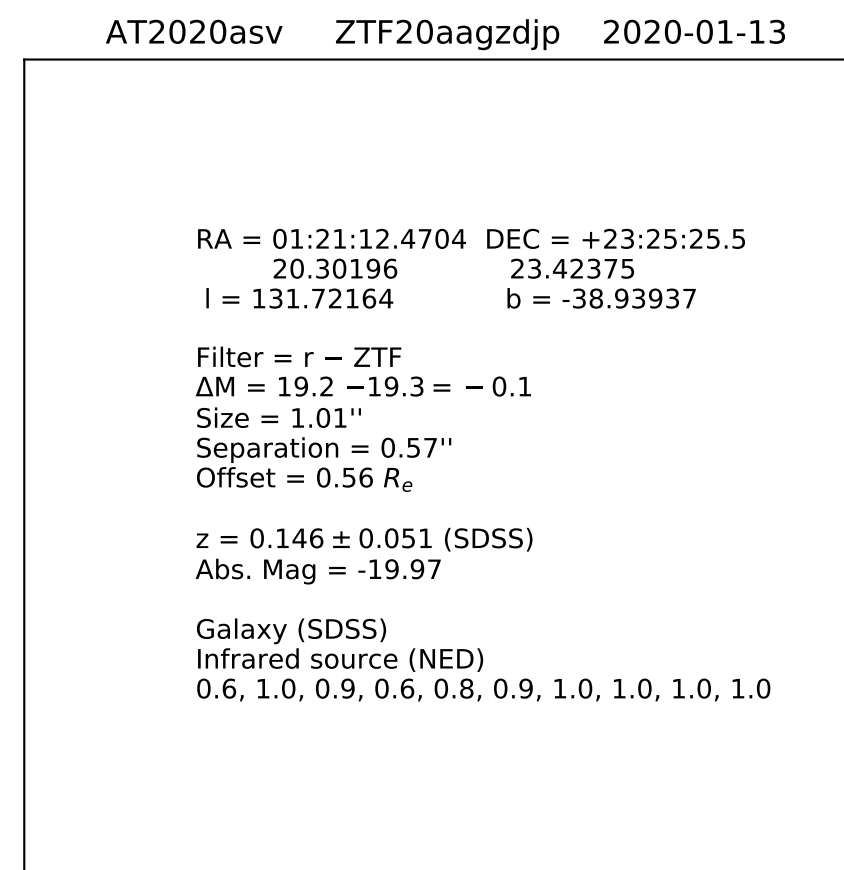 AT2020asv ZTF20aagzdjp 2020-01-13
RA = 01:21:12.4704 DEC = +23:25:25.5
20.30196 23.42375
l = 131.72164 b = -38.93937
Filter = r − ZTF
ΔM = 19.2 −19.3 = − 0.1
Size = 1.01''
Separation = 0.57''
Offset = 0.56 Re
z = 0.146 ± 0.051 (SDSS)
Abs. Mag = -19.97
Galaxy (SDSS)
Infrared source (NED)
0.6, 1.0, 0.9, 0.6, 0.8, 0.9, 1.0, 1.0, 1.0, 1.0